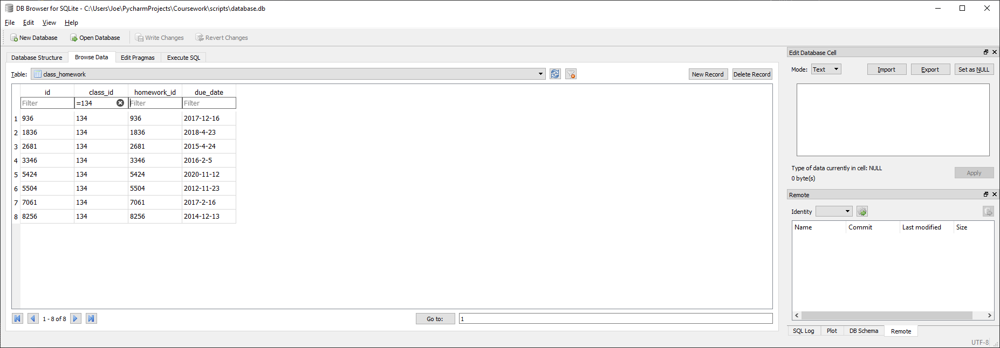 DB Browser for SQLite - C:\Users\Joe\PycharmProjects\Coursework\scripts\database.db
File Edit View Help
New Database Open Database Write Changes Revert Changes
Database Structure Browse Data Edit Pragmas Execute SQL
Table: class_homework New Record Delete Record
id class_id homework_id due_date
Filter =134 Filter Filter
1 936 134 936 2017-12-16
2 1836 134 1836 2018-4-23
3 2681 134 2681 2015-4-24
4 3346 134 3346 2016-2-5
5 5424 134 5424 2020-11-12
6 5504 134 5504 2012-11-23
7 7061 134 7061 2017-2-16
8 8256 134 8256 2014-12-13
1 - 8 of 8 Go to: 1
Edit Database Cell
Mode: Text Import Export Set as NULL
Type of data currently in cell: NULL
0 byte(s)
Apply
Remote
Identity
Name Commit Last modified Size
SQL Log Plot DB Schema Remote
UTF-8